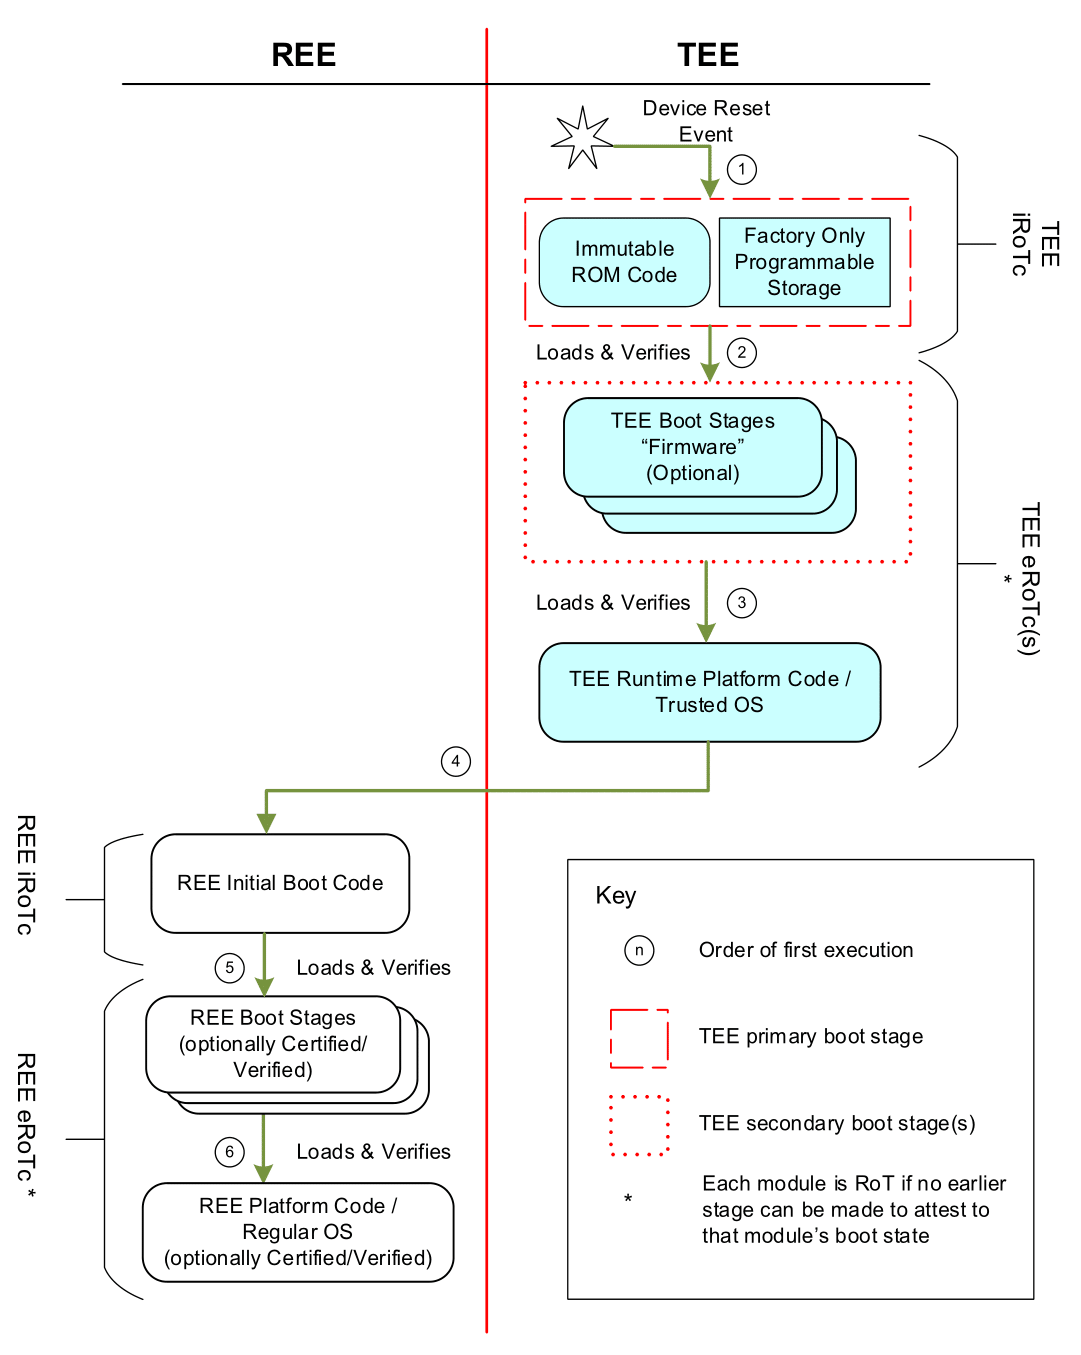 REE
TEE
Device Reset
Event
1
TEE
iRoTc
Immutable
ROM Code
Factory Only
Programmable
Storage
Loads & Verifies
2
TEE Boot Stages
“Firmware”
(Optional)
TEE eRoTc(s)
*
Loads & Verifies
3
TEE Runtime Platform Code /
Trusted OS
4
REE iRoTc
REE Initial Boot Code
5
Loads & Verifies
REE Boot Stages
(optionally Certified/
Verified)
REE eRoTc *
6
Loads & Verifies
REE Platform Code /
Regular OS
(optionally Certified/Verified)
Key
n
Order of first execution
TEE primary boot stage
TEE secondary boot stage(s)
*
Each module is RoT if no earlier
stage can be made to attest to
that module’s boot state